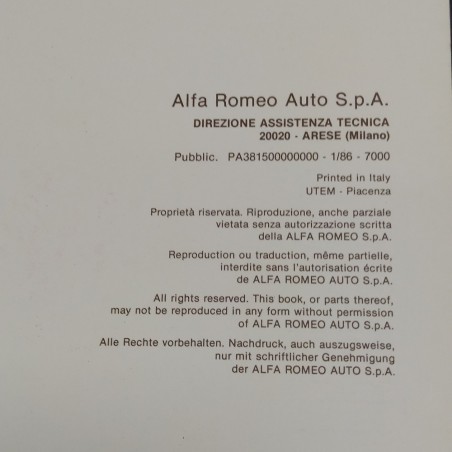 Alfa Romeo Auto S.p.A.
DIREZIONE ASSISTENZA TECNICA
20020 - ARESE (Milano)
Pubblic. PA381500000000 - 1/86 - 7000
Printed in Italy
UTEM - Piacenza
Proprietà riservata. Riproduzione, anche parziale
vietata senza autorizzazione scritta
della ALFA ROMEO S.p.A.
Reproduction ou traduction, même partielle,
interdite sans l'autorisation écrite
de ALFA ROMEO S.p.A.
All rights reserved. This book, or parts thereof,
may not be reproduced in any form without permission
of ALFA ROMEO AUTO S.p.A.
Alle Rechte vorbehalten. Nachdruck, auch auszugsweise,
nur mit schriftlicher Genehmigung
der ALFA ROMEO AUTO S.p.A.